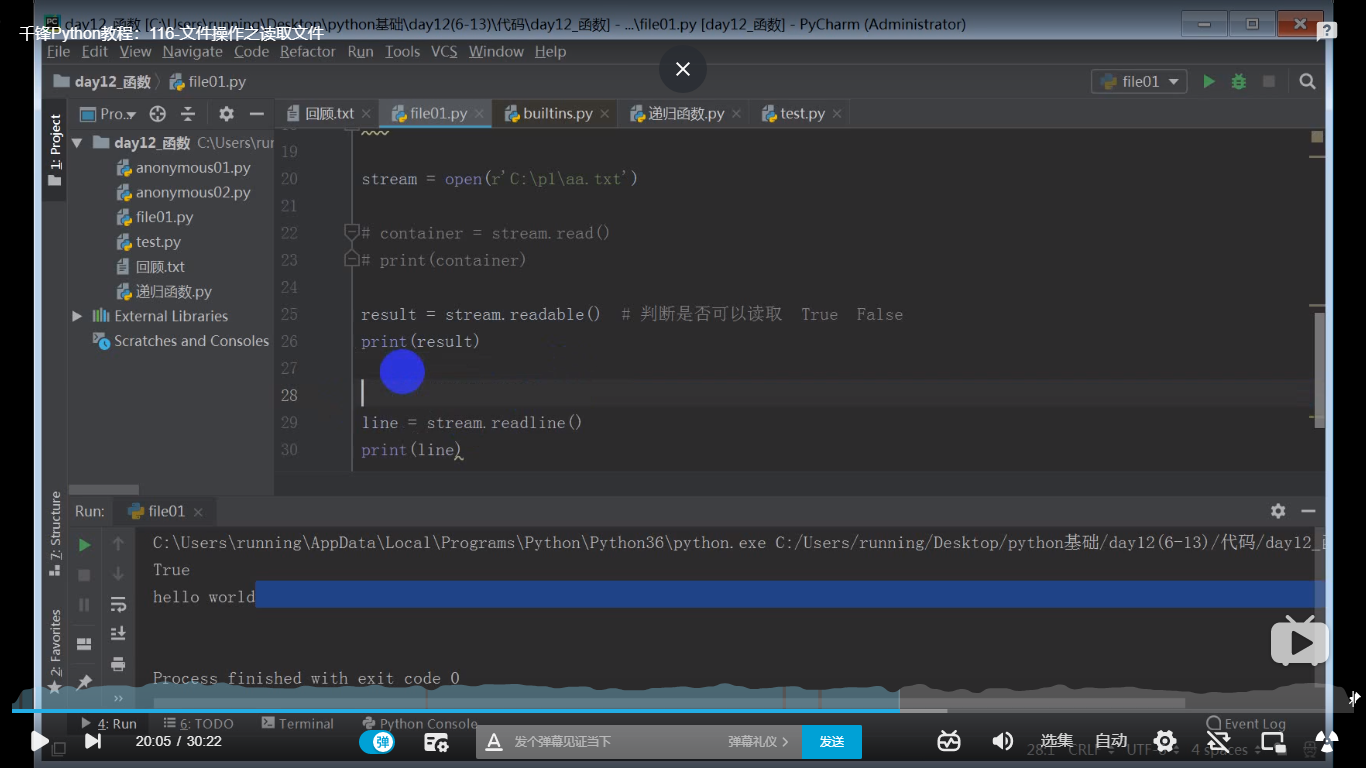 day12_函数 [C:\Users\running\Desktop\python基础\day12(6-13)\代码\day12_函数] - ...\file01.py [day12_函数] - PyCharm (Administrator)
千锋Python教程：116-文件操作之读取文件
File Edit View Navigate Code Refactor Run Tools VCS Window Help
day12_函数 file01.py
file01
Pro..
回顾.txt file01.py builtins.py 递归函数.py test.py
1: Project
day12_函数 C:\Users\rur
anonymous01.py
anonymous02.py
file01.py
test.py
回顾.txt
递归函数.py
External Libraries
Scratches and Consoles
19
20 stream = open(r'C:\pl\aa.txt')
21
22 # container = stream.read()
23 # print(container)
24
25 result = stream.readable() # 判断是否可以读取 True False
26 print(result)
27
28
29 line = stream.readline()
30 print(line)
7: Structure
2: Favorites
Run: file01
C:\Users\running\AppData\Local\Programs\Python\Python36\python.exe C:/Users/running/Desktop/python基础/day12(6-13)/代码/day12_
True
hello world
Process finished with exit code 0
4: Run 6: TODO Terminal Python Console Event Log
20:05 / 30:22 弹 发个弹幕见证当下 弹幕礼仪 发送 选集 自动
28:1 CRLF UTF-8 4 spaces